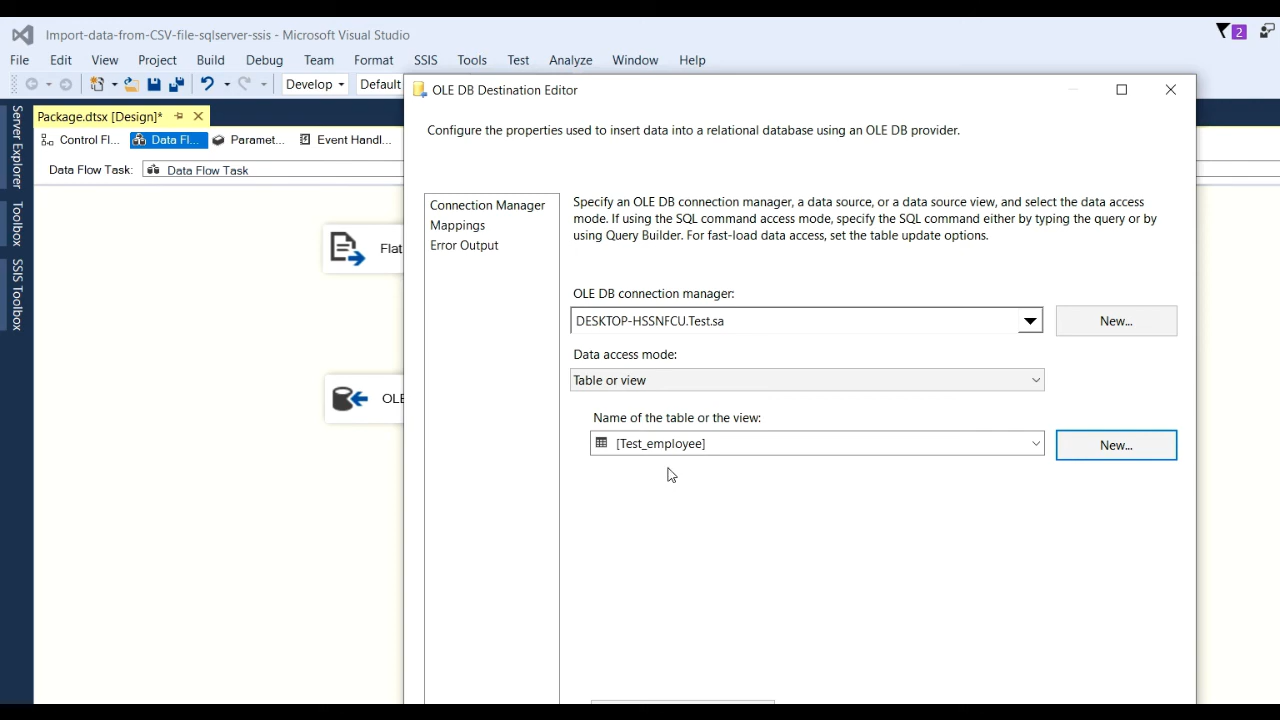 Import-data-from-CSV-file-sqlserver-ssis - Microsoft Visual Studio
2
File Edit View Project Build Debug Team Format SSIS Tools Test Analyze Window Help
Develop Default
OLE DB Destination Editor
Package.dtsx [Design]*
Configure the properties used to insert data into a relational database using an OLE DB provider.
Control Fl... Data Fl... Paramet... Event Handl...
Data Flow Task: Data Flow Task
Server Explorer
Toolbox
SSIS Toolbox
Connection Manager
Mappings
Error Output
Specify an OLE DB connection manager, a data source, or a data source view, and select the data access
mode. If using the SQL command access mode, specify the SQL command either by typing the query or by
using Query Builder. For fast-load data access, set the table update options.
Flat
OLE DB connection manager:
DESKTOP-HSSNFCU.Test.sa New...
Data access mode:
Table or view
OLE
Name of the table or the view:
[Test_employee] New...